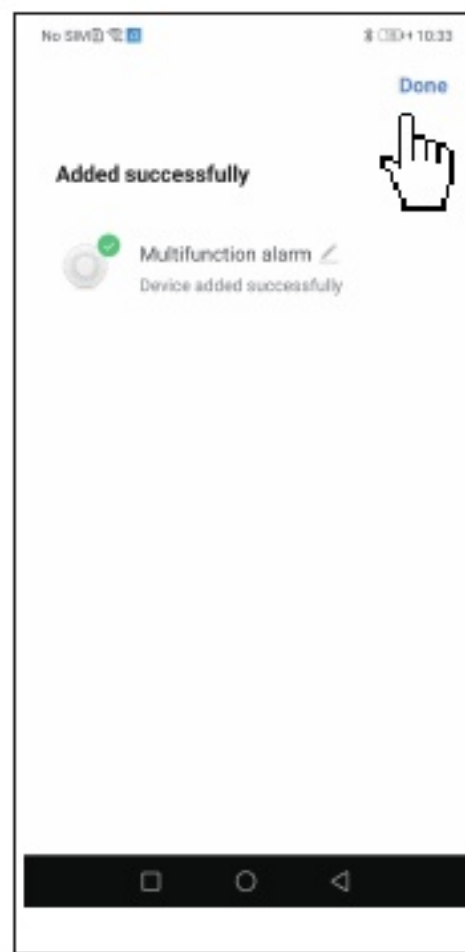 No SIM 10:33
Done
Added successfully
Multifunction alarm
Device added successfully